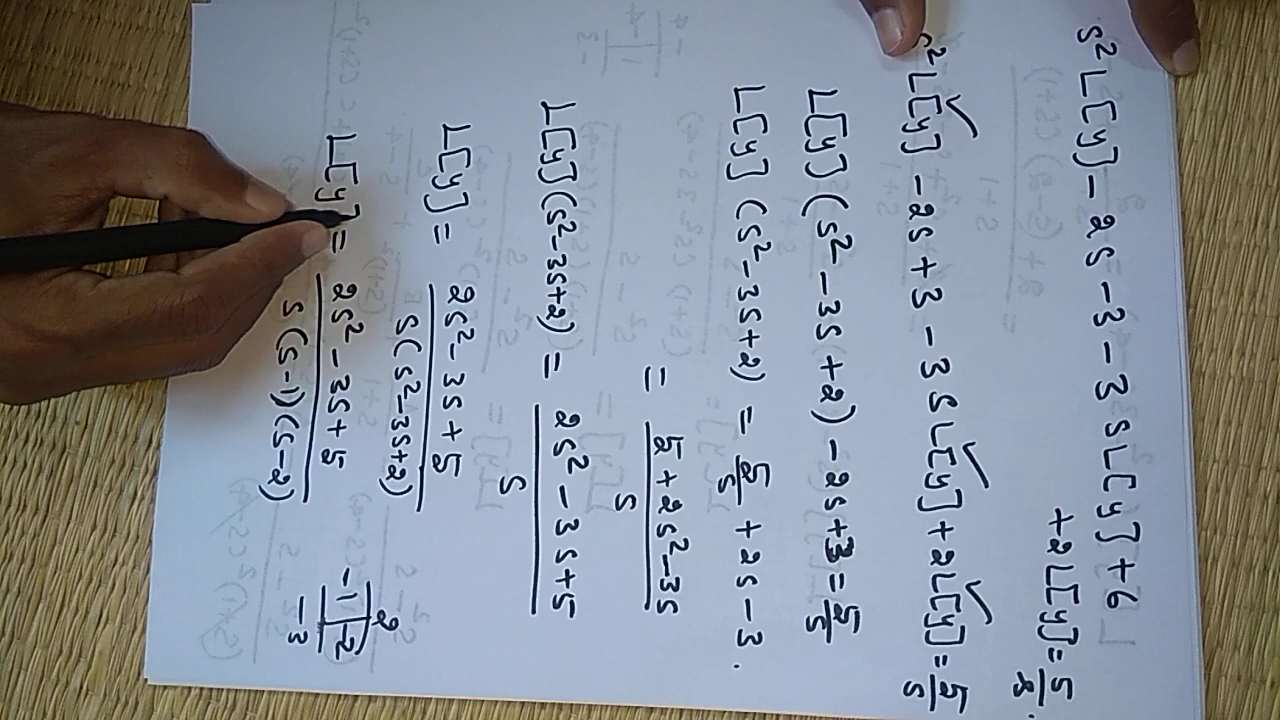 s² L[y] - 2s - 3 - 3sL[y] + 6
+ 2L[y] = 5/s.
s² L[y] - 2s + 3 - 3sL[y] + 2L[y] = 5/s
L[y] (s² - 3s + 2) - 2s + 3 = 5/s
L[y] (s² - 3s + 2) = 5/s + 2s - 3.
= (5 + 2s² - 3s)/s
L[y] (s² - 3s + 2) = (2s² - 3s + 5)/s
L[y] = (2s² - 3s + 5)/(s(s² - 3s + 2))
L[y] = (2s² - 3s + 5)/(s(s - 1)(s - 2))
2
-1 | -2
-3